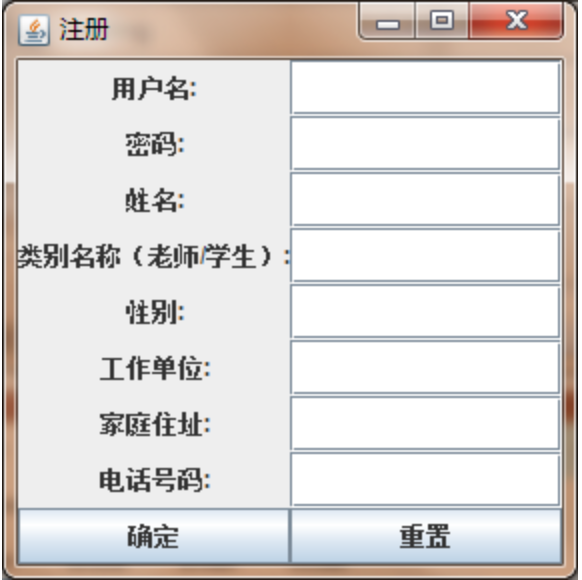 注册
用户名:
密码:
姓名:
类别名称（老师/学生）:
性别:
工作单位:
家庭住址:
电话号码:
确定 重置